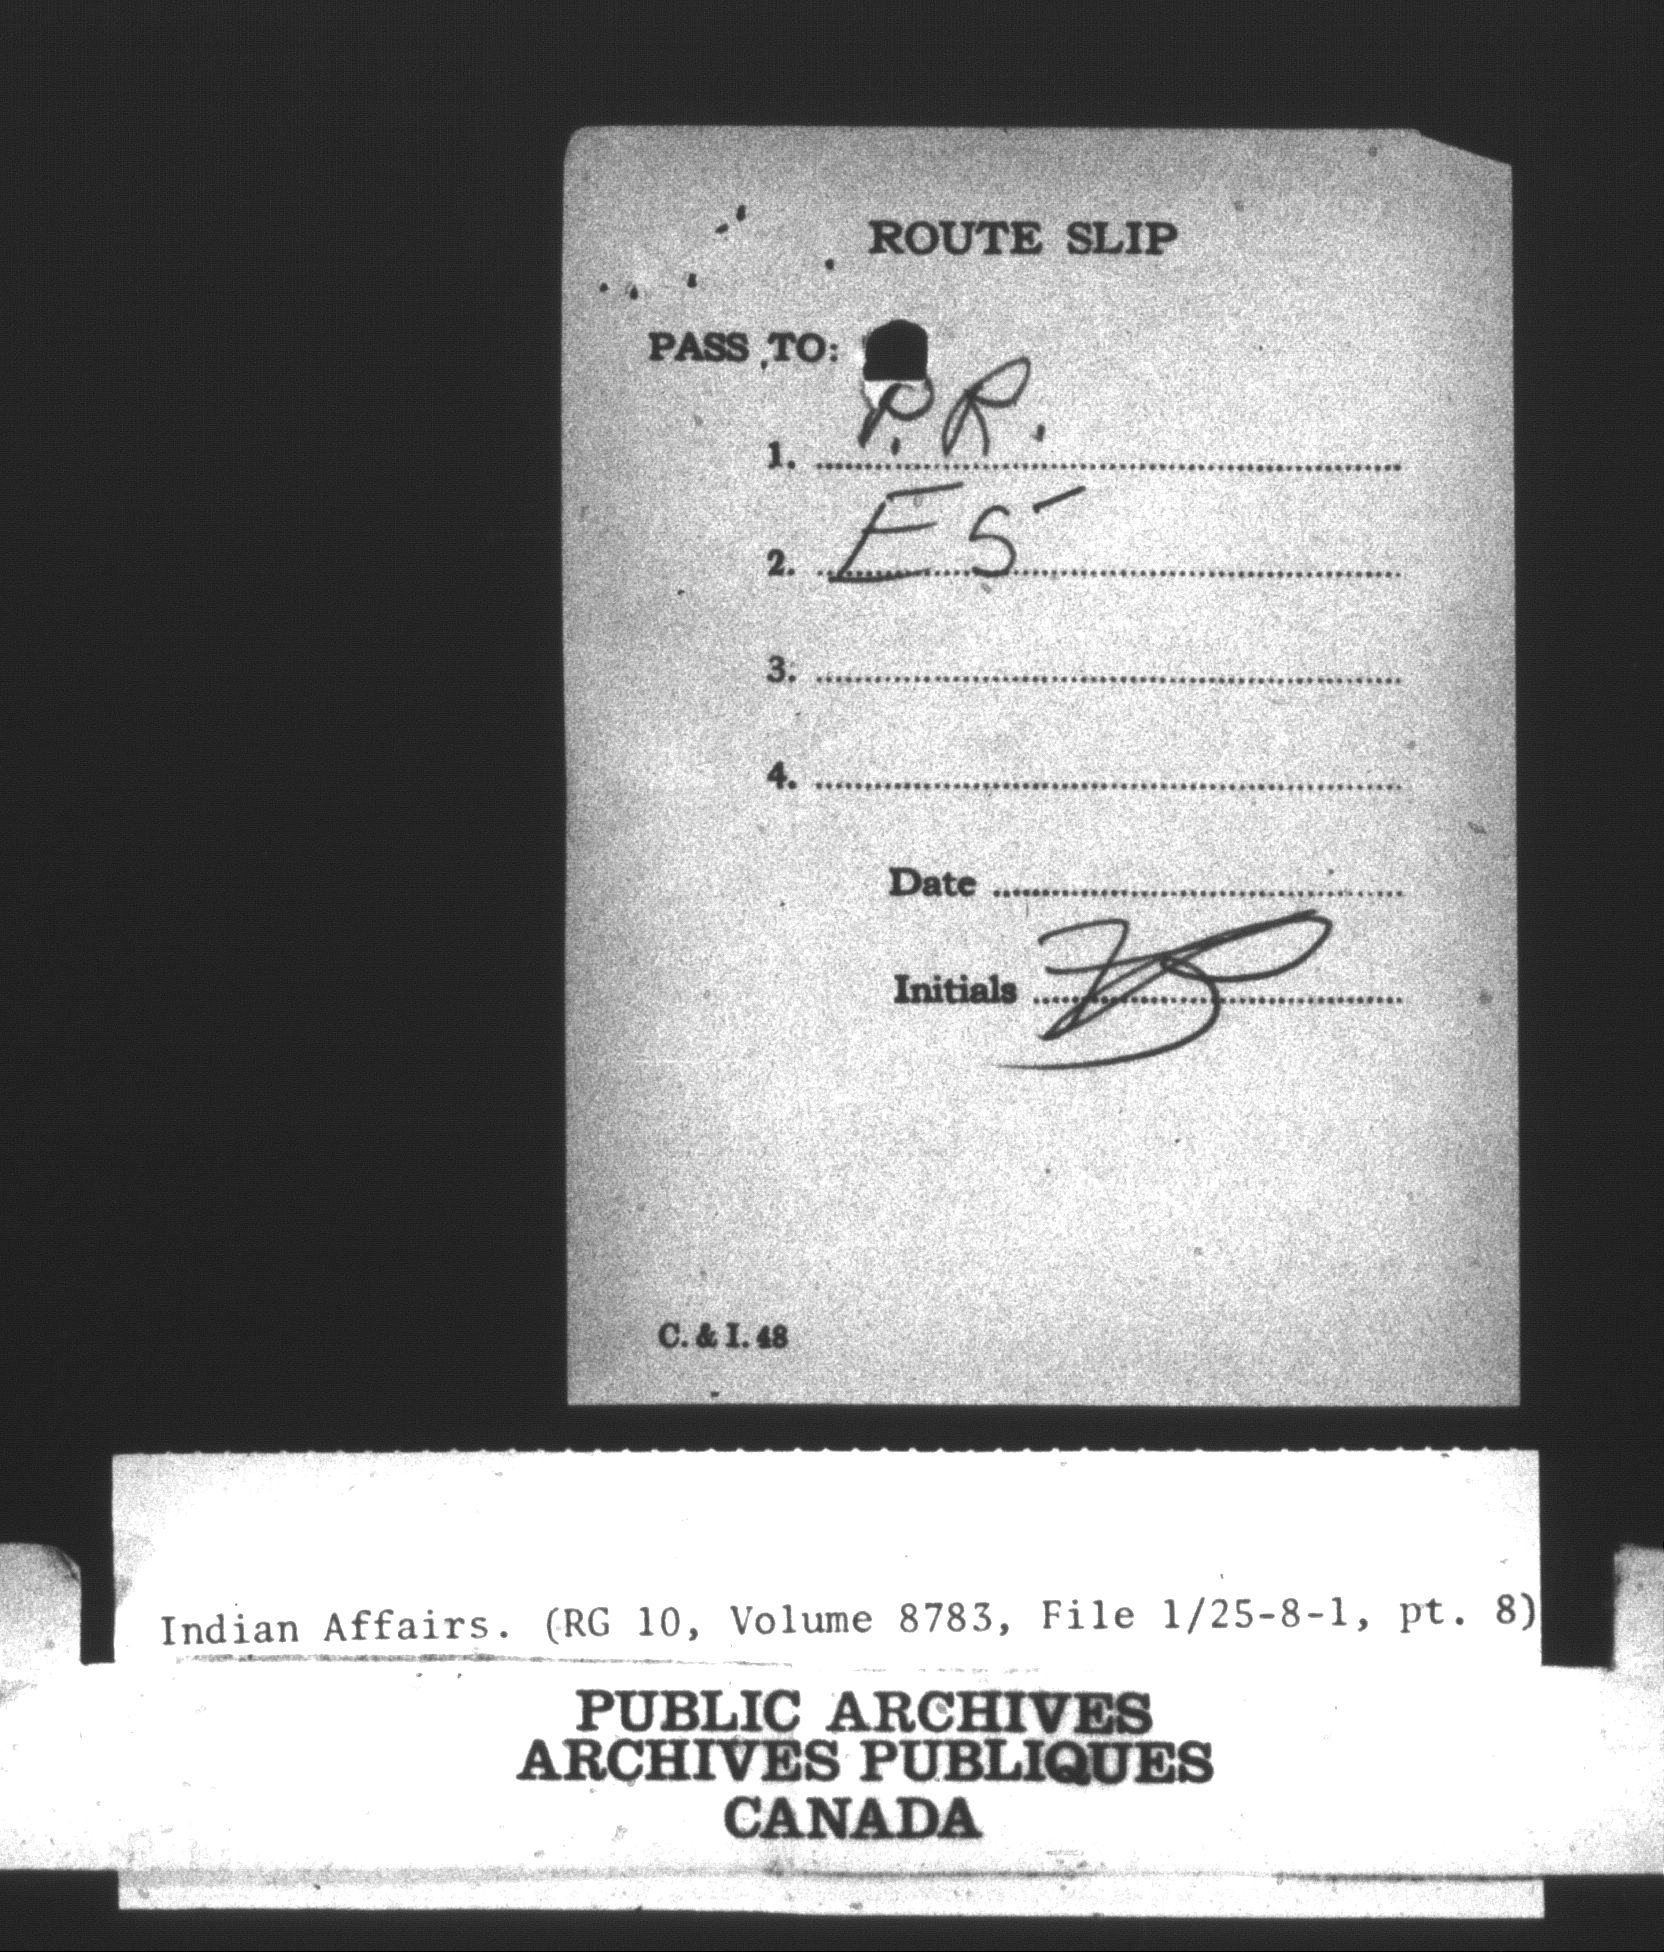 ROUTE SLIP
PASS TO:
1. P.R.
2. E5
3.
4.
Date
Initials
C. & I. 48
Indian Affairs. (RG 10, Volume 8783, File 1/25-8-1, pt. 8)
PUBLIC ARCHIVES
ARCHIVES PUBLIQUES
CANADA